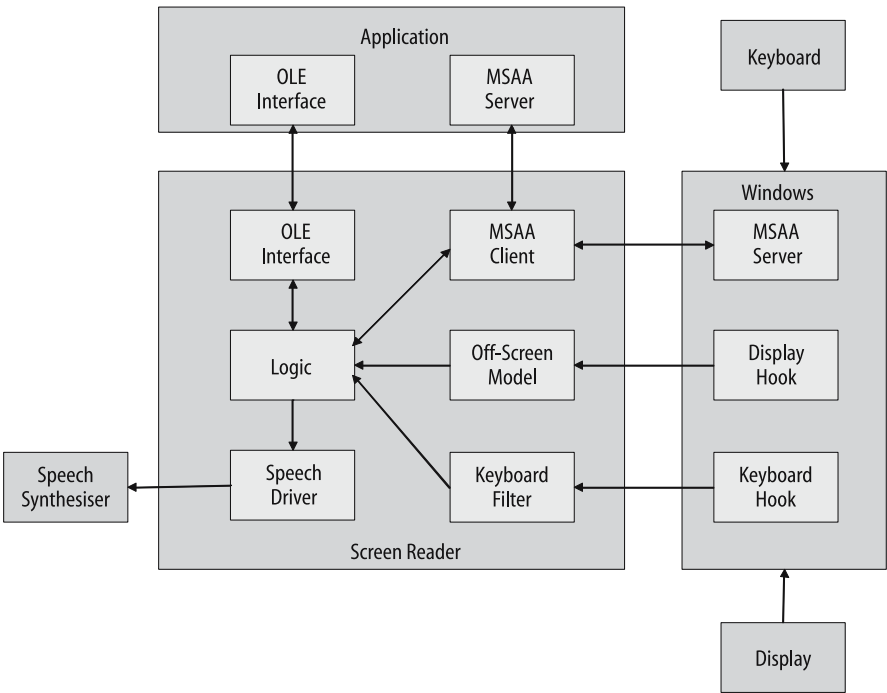 Application
OLE
Interface
MSAA
Server
Keyboard
Windows
OLE
Interface
MSAA
Client
MSAA
Server
Logic
Off-Screen
Model
Display
Hook
Speech
Synthesiser
Speech
Driver
Keyboard
Filter
Keyboard
Hook
Screen Reader
Display